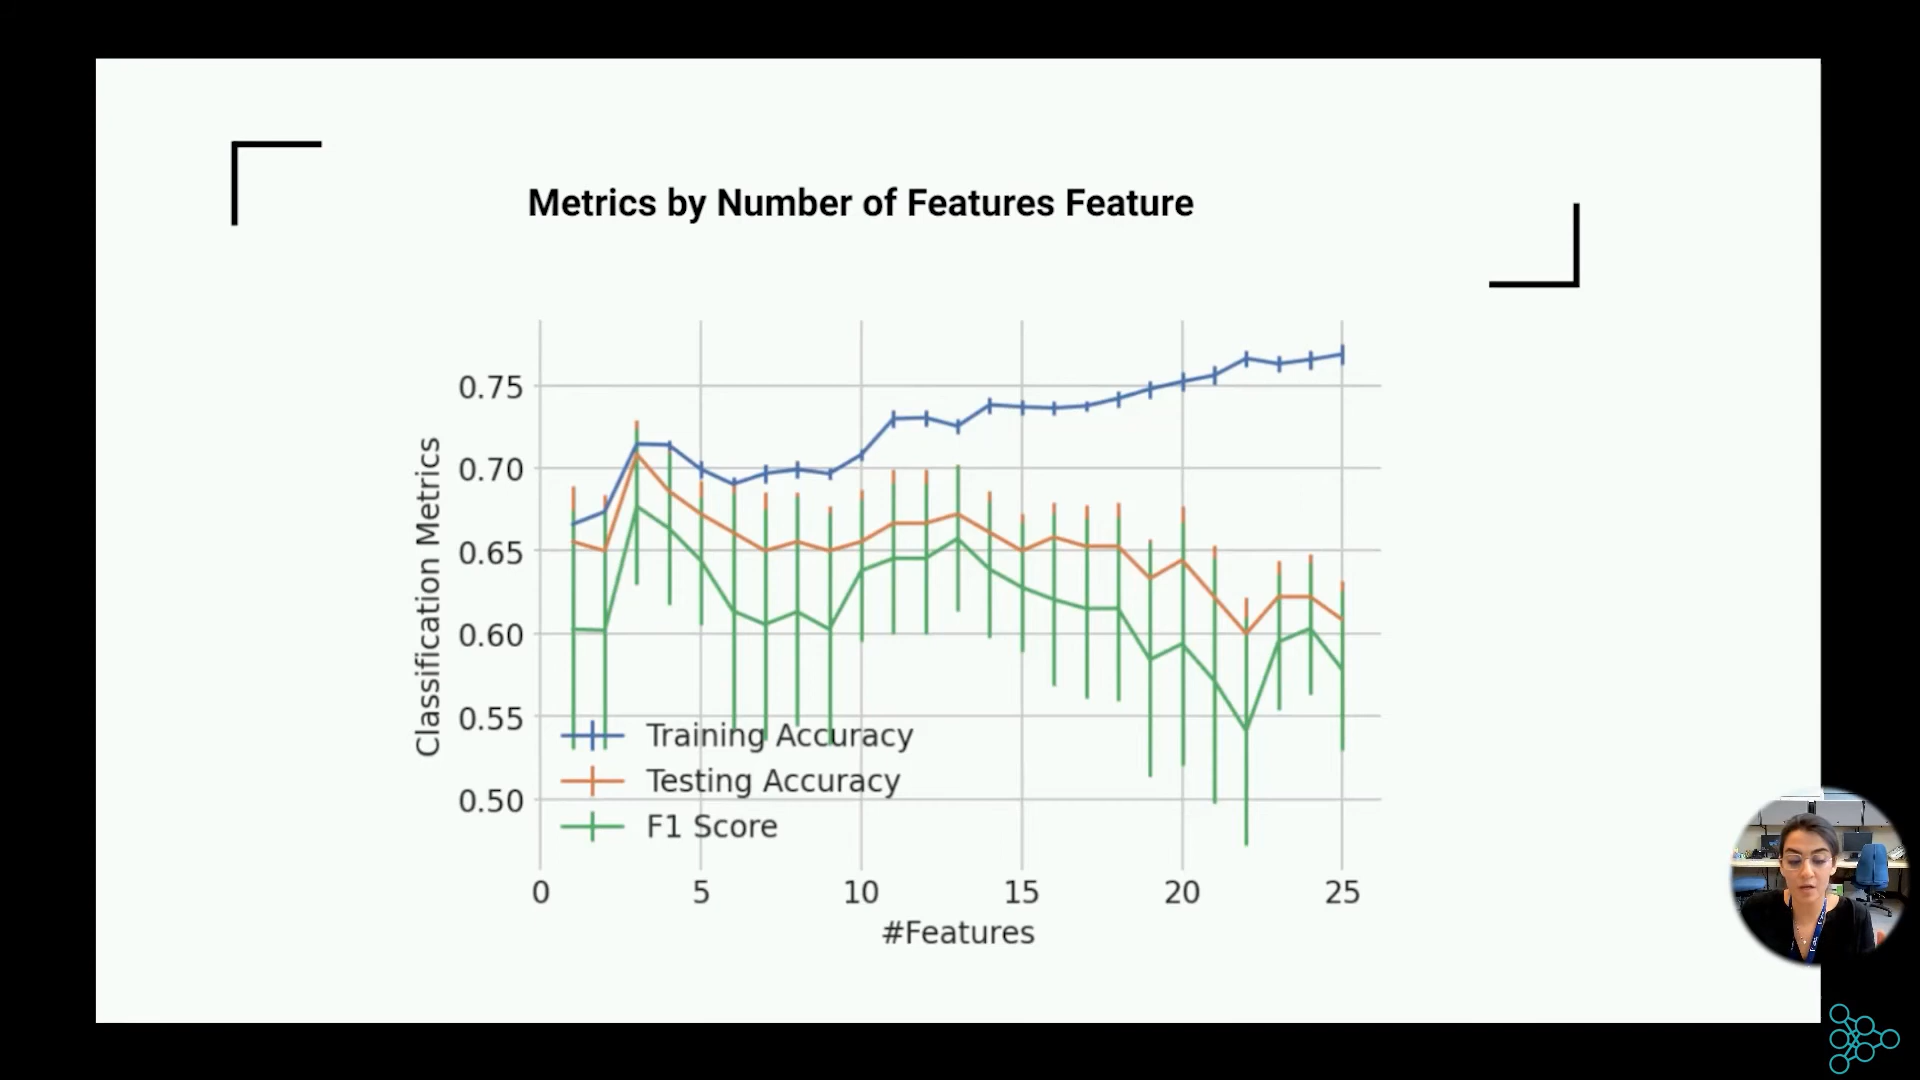 Metrics by Number of Features Feature
Classification Metrics
0.75
0.70
0.65
0.60
0.55
0.50
Training Accuracy
Testing Accuracy
F1 Score
0 5 10 15 20 25
#Features